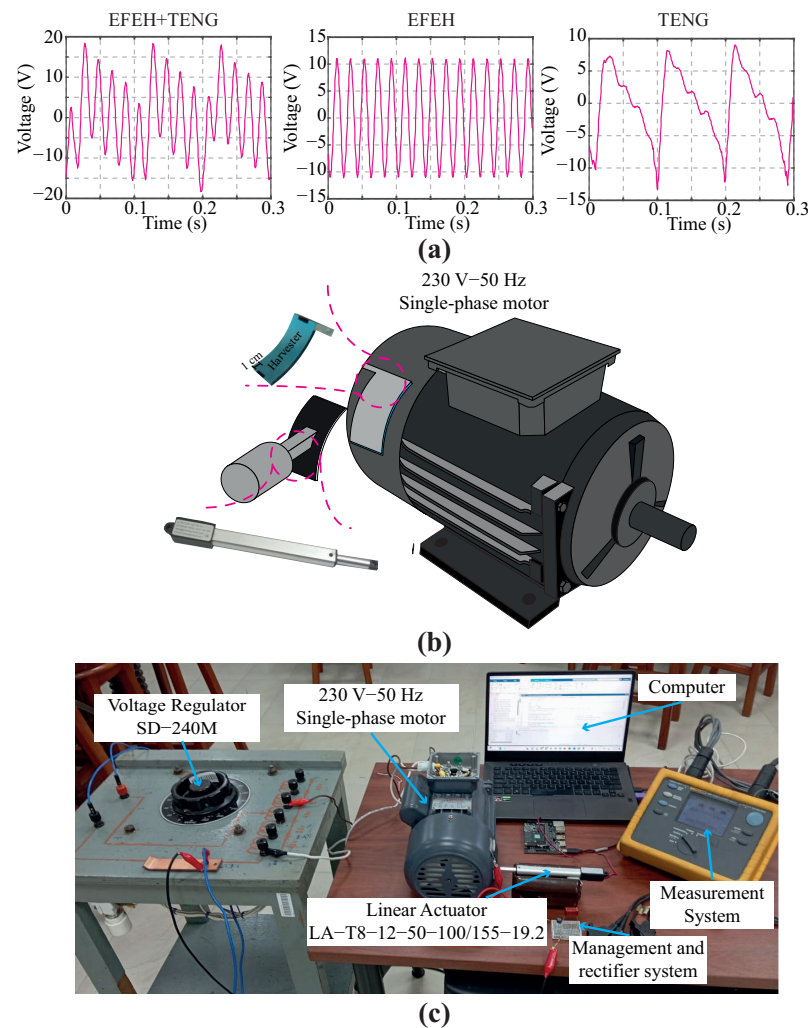 EFEH+TENG
EFEH
TENG
Voltage (V)
20
10
0
−10
−20
0
0.1
0.2
0.3
Time (s)
Voltage (V)
15
10
5
0
−5
−10
−15
0
0.1
0.2
0.3
Time (s)
Voltage (V)
10
5
0
−5
−10
−15
0
0.1
0.2
0.3
Time (s)
(a)
230 V−50 Hz
Single-phase motor
1 cm
Harvester
(b)
Voltage Regulator
SD−240M
230 V−50 Hz
Single-phase motor
Computer
Linear Actuator
LA−T8−12−50−100/155−19.2
Measurement
System
Management and
rectifier system
(c)